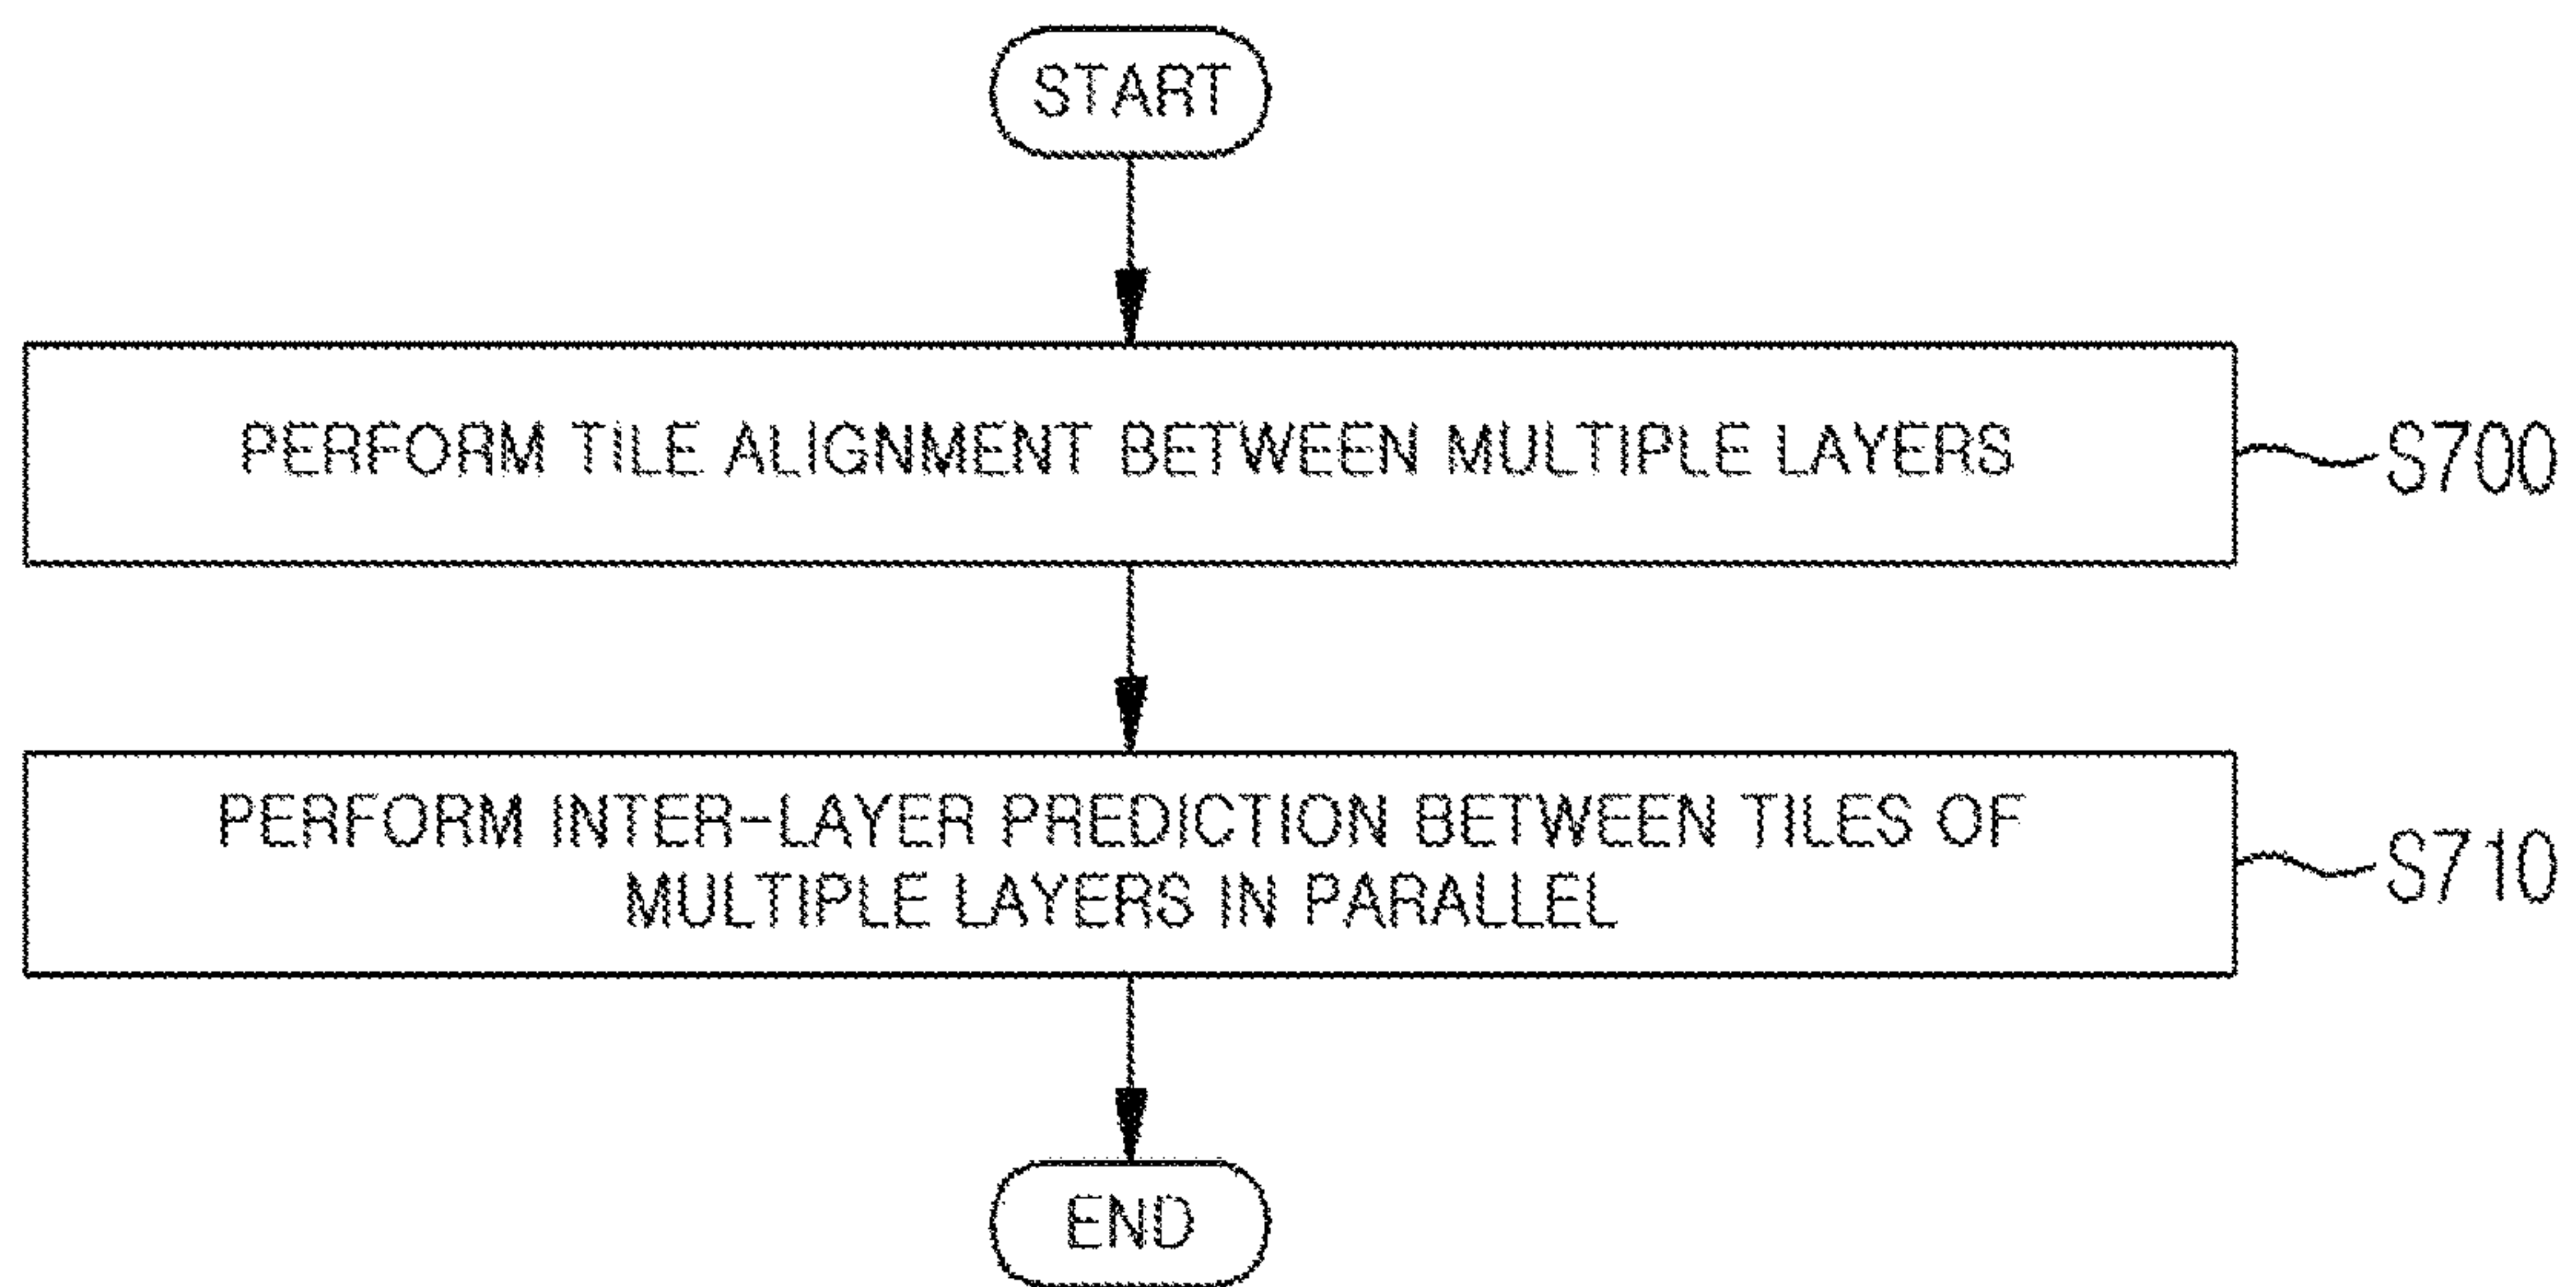 START
PERFORM TILE ALIGNMENT BETWEEN MULTIPLE LAYERS
S700
PERFORM INTER-LAYER PREDICTION BETWEEN TILES OF
MULTIPLE LAYERS IN PARALLEL
S710
END